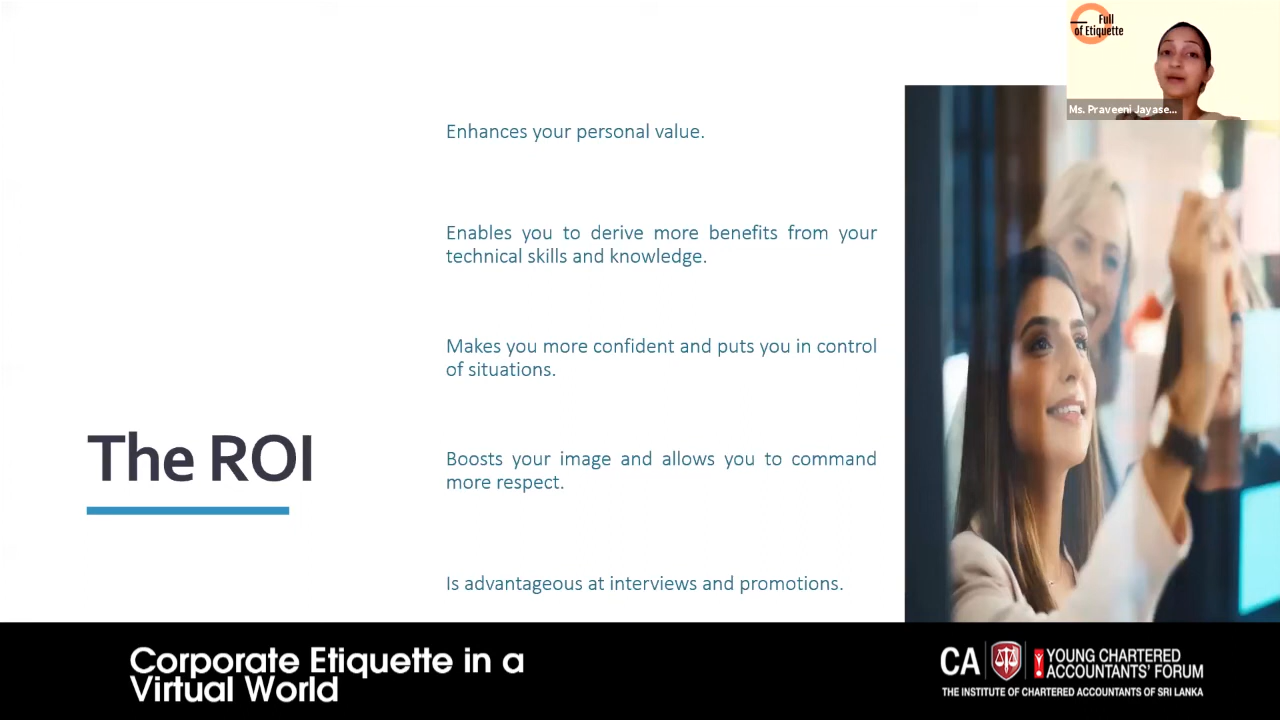 Full
of Etiquette
Ms. Praveeni Jayase...
Enhances your personal value.
Enables you to derive more benefits from your
technical skills and knowledge.
Makes you more confident and puts you in control
of situations.
The ROI
Boosts your image and allows you to command
more respect.
Is advantageous at interviews and promotions.
Corporate Etiquette in a
Virtual World
CA
YOUNG CHARTERED
ACCOUNTANTS' FORUM
THE INSTITUTE OF CHARTERED ACCOUNTANTS OF SRI LANKA